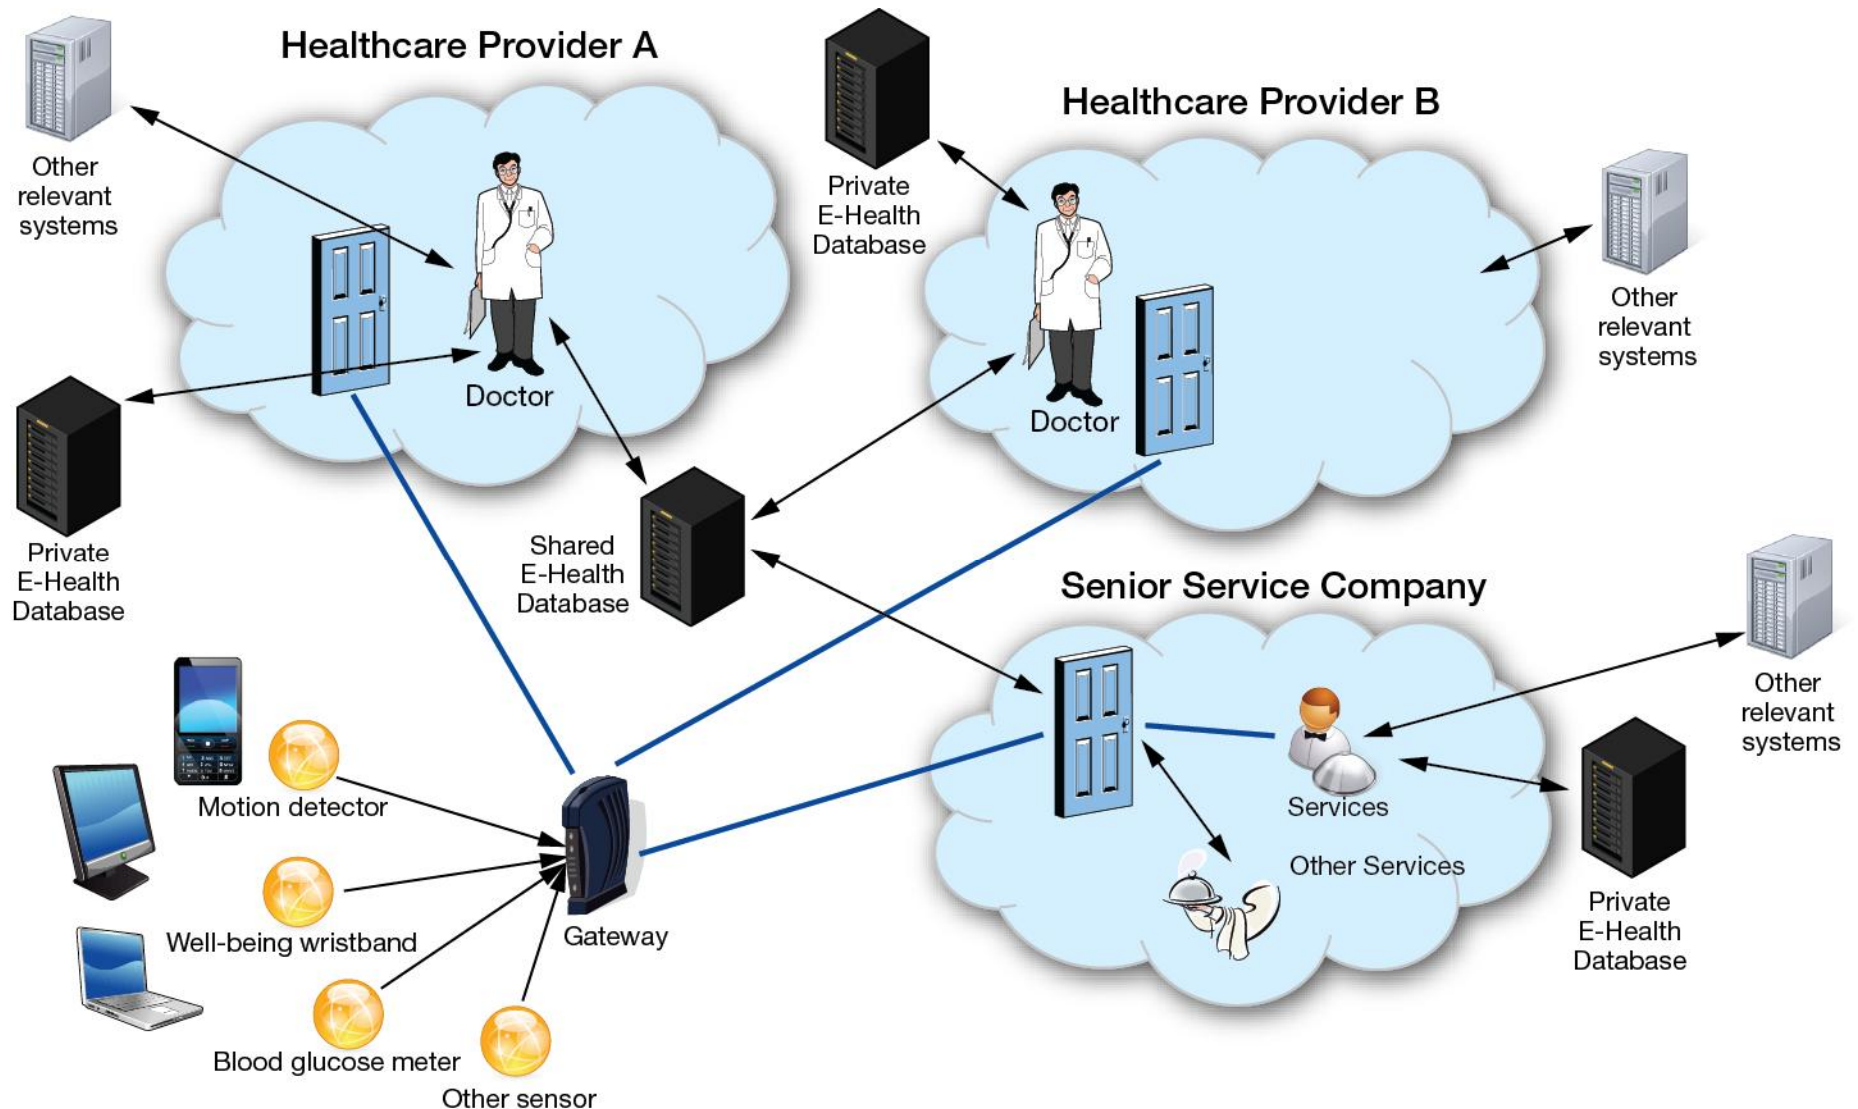 Healthcare Provider A
Other
relevant
systems
Doctor
Private
E-Health
Database
Private
E-Health
Database
Healthcare Provider B
Doctor
Other
relevant
systems
Shared
E-Health
Database
Senior Service Company
Services
Other Services
Other
relevant
systems
Private
E-Health
Database
Motion detector
Well-being wristband
Blood glucose meter
Other sensor
Gateway